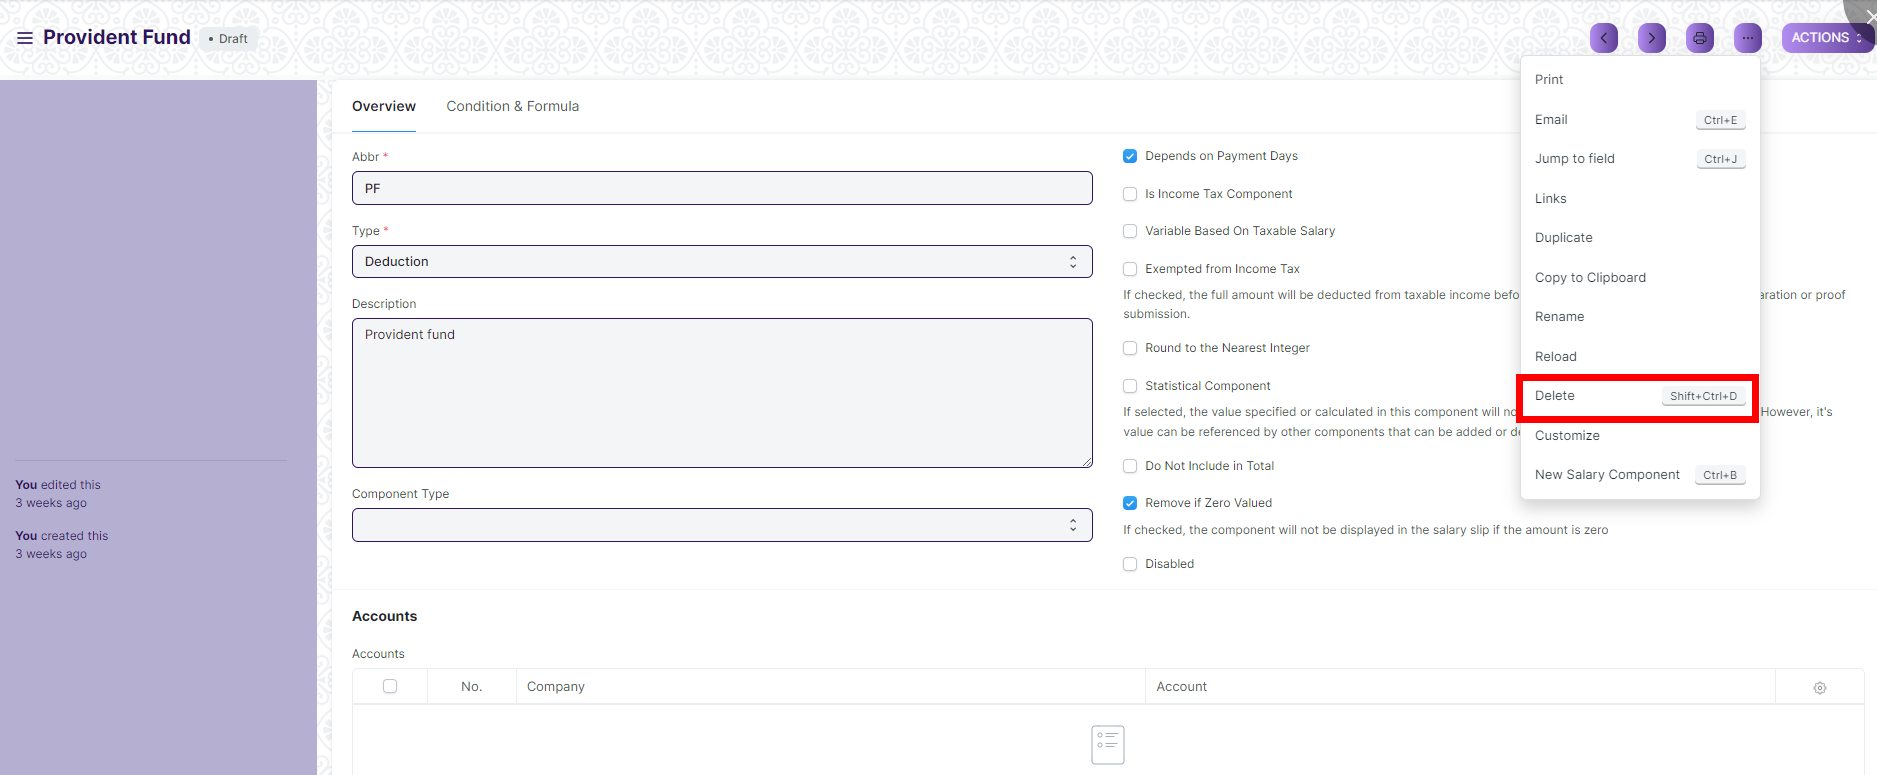 Provident Fund
• Draft
ACTIONS
Print
Email Ctrl+E
Jump to field Ctrl+J
Links
Duplicate
Copy to Clipboard
Rename
Reload
Delete Shift+Ctrl+D
Customize
New Salary Component Ctrl+B
You edited this
3 weeks ago
You created this
3 weeks ago
Overview Condition & Formula
Abbr *
PF
Type *
Deduction
Description
Provident fund
Component Type
Depends on Payment Days
Is Income Tax Component
Variable Based On Taxable Salary
Exempted from Income Tax
If checked, the full amount will be deducted from taxable income befo aration or proof
submission.
Round to the Nearest Integer
Statistical Component
If selected, the value specified or calculated in this component will no However, it's
value can be referenced by other components that can be added or de
Do Not Include in Total
Remove if Zero Valued
If checked, the component will not be displayed in the salary slip if the amount is zero
Disabled
Accounts
Accounts
No. Company Account